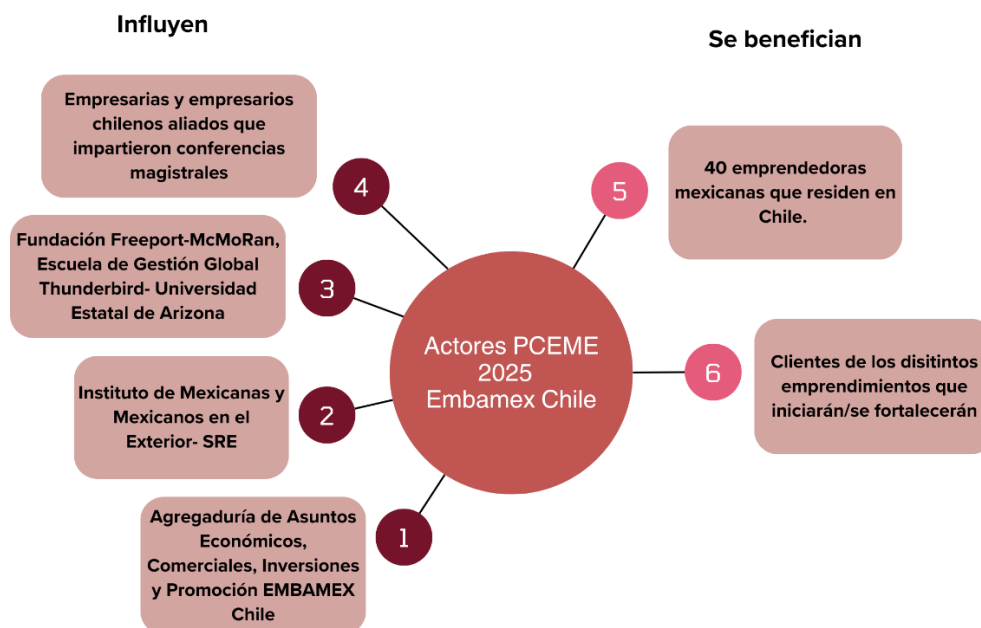 Influyen
Se benefician
Empresarias y empresarios
chilenos aliados que
impartieron conferencias
magistrales
4
Fundación Freeport-McMoRan,
Escuela de Gestión Global
Thunderbird- Universidad
Estatal de Arizona
3
Instituto de Mexicanas y
Mexicanos en el
Exterior- SRE
2
Agregaduría de Asuntos
Económicos,
Comerciales, Inversiones
y Promoción EMBAMEX
Chile
1
Actores PCEME
2025
Embamex Chile
5
40 emprendedoras
mexicanas que residen en
Chile.
6
Clientes de los disitintos
emprendimientos que
iniciarán/se fortalecerán